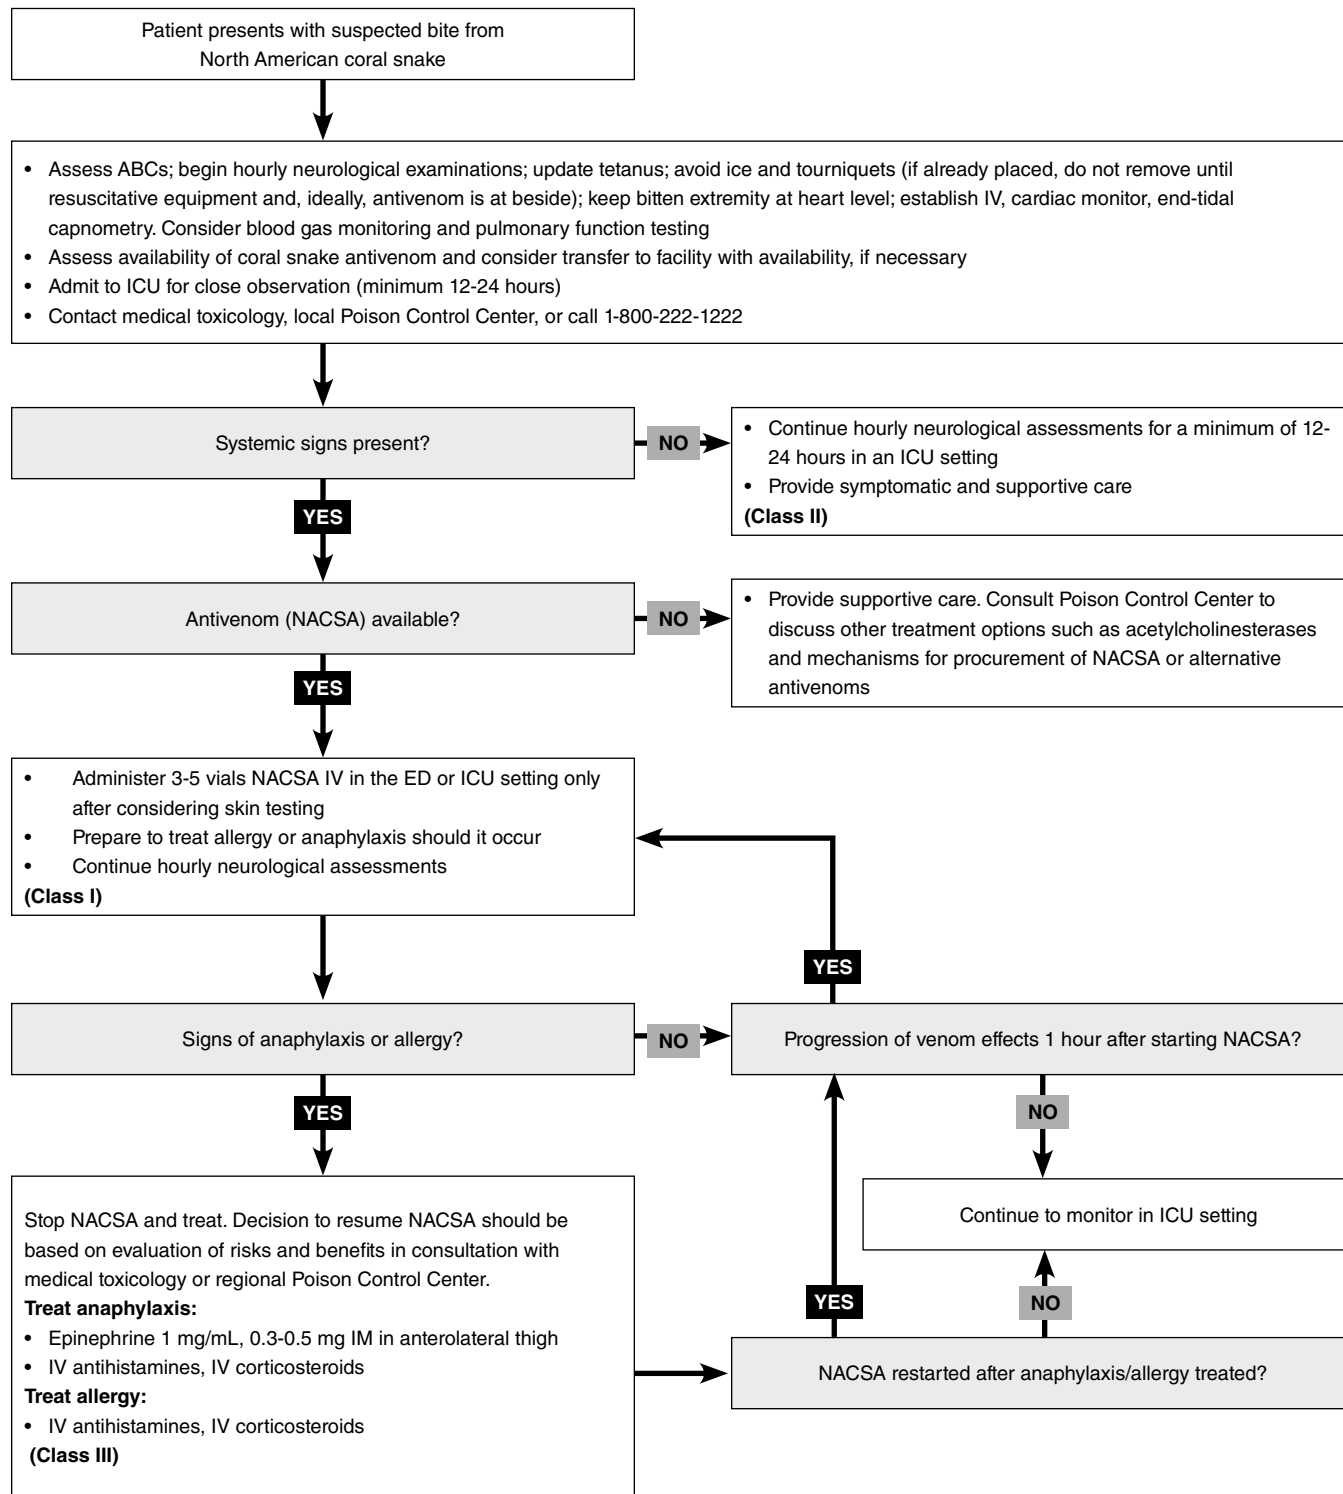 Patient presents with suspected bite from
North American coral snake
• Assess ABCs; begin hourly neurological examinations; update tetanus; avoid ice and tourniquets (if already placed, do not remove until
resuscitative equipment and, ideally, antivenom is at beside); keep bitten extremity at heart level; establish IV, cardiac monitor, end-tidal
capnometry. Consider blood gas monitoring and pulmonary function testing
• Assess availability of coral snake antivenom and consider transfer to facility with availability, if necessary
• Admit to ICU for close observation (minimum 12-24 hours)
• Contact medical toxicology, local Poison Control Center, or call 1-800-222-1222
Systemic signs present?
NO
• Continue hourly neurological assessments for a minimum of 12-
24 hours in an ICU setting
• Provide symptomatic and supportive care
(Class II)
YES
Antivenom (NACSA) available?
NO
• Provide supportive care. Consult Poison Control Center to
discuss other treatment options such as acetylcholinesterases
and mechanisms for procurement of NACSA or alternative
antivenoms
YES
• Administer 3-5 vials NACSA IV in the ED or ICU setting only
after considering skin testing
• Prepare to treat allergy or anaphylaxis should it occur
• Continue hourly neurological assessments
(Class I)
YES
Signs of anaphylaxis or allergy?
NO
Progression of venom effects 1 hour after starting NACSA?
YES
NO
Stop NACSA and treat. Decision to resume NACSA should be
based on evaluation of risks and benefits in consultation with
medical toxicology or regional Poison Control Center.
Treat anaphylaxis:
• Epinephrine 1 mg/mL, 0.3-0.5 mg IM in anterolateral thigh
• IV antihistamines, IV corticosteroids
Treat allergy:
• IV antihistamines, IV corticosteroids
(Class III)
Continue to monitor in ICU setting
YES
NO
NACSA restarted after anaphylaxis/allergy treated?